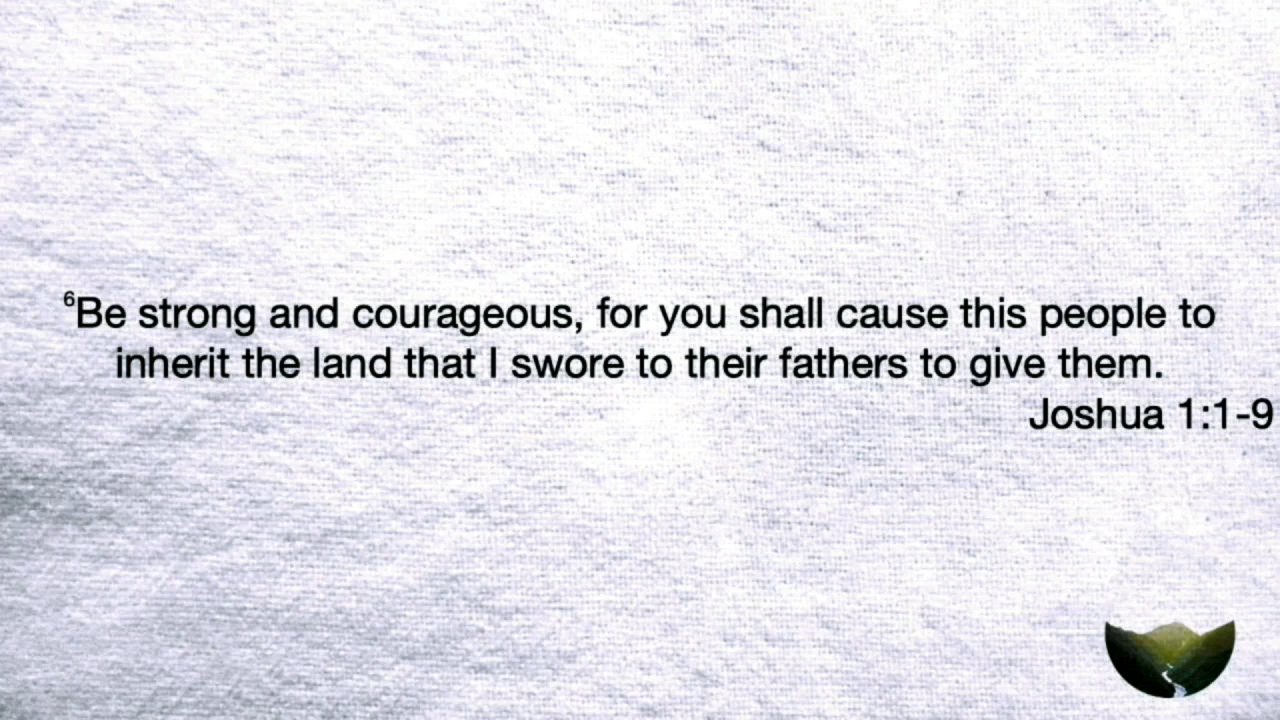 ⁶Be strong and courageous, for you shall cause this people to
inherit the land that I swore to their fathers to give them.
Joshua 1:1-9